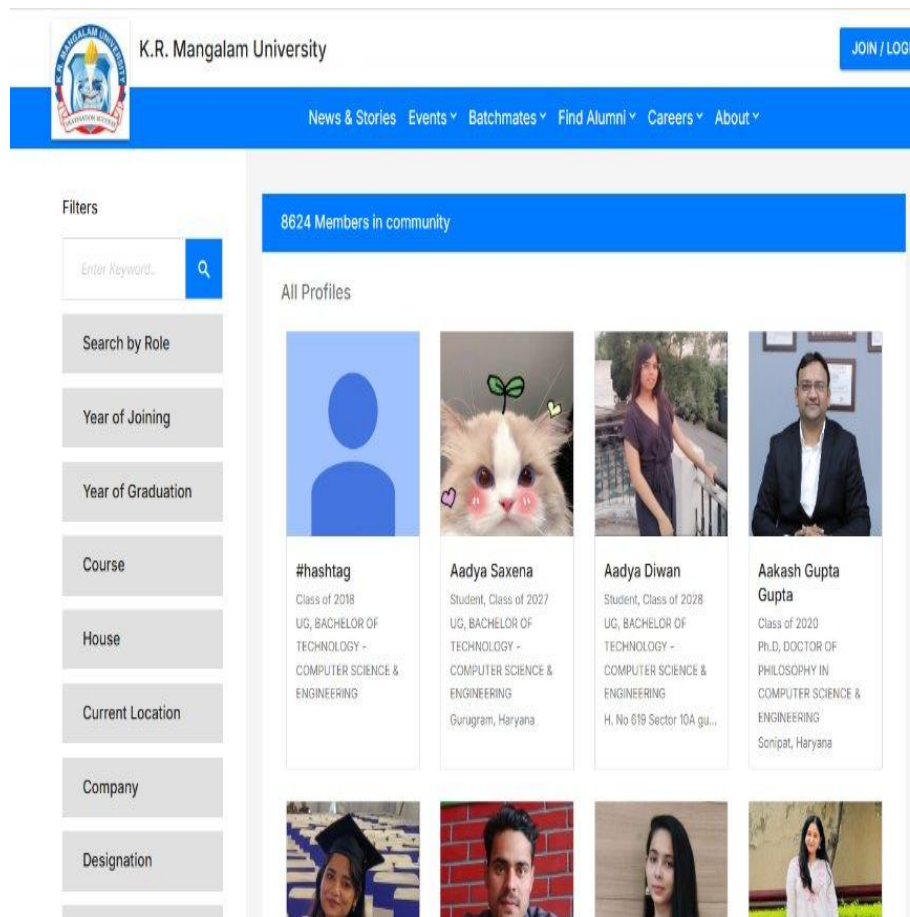 K.R. MANGALAM UNIVERSITY
K.R. Mangalam University
JOIN / LOG
News & Stories Events Batchmates Find Alumni Careers About
Filters
Enter Keyword..
Search by Role
Year of Joining
Year of Graduation
Course
House
Current Location
Company
Designation
8624 Members in community
All Profiles
#hashtag
Class of 2018
UG, BACHELOR OF
TECHNOLOGY -
COMPUTER SCIENCE &
ENGINEERING
Aadya Saxena
Student, Class of 2027
UG, BACHELOR OF
TECHNOLOGY -
COMPUTER SCIENCE &
ENGINEERING
Gurugram, Haryana
Aadya Diwan
Student, Class of 2028
UG, BACHELOR OF
TECHNOLOGY -
COMPUTER SCIENCE &
ENGINEERING
H. No 619 Sector 10A gu...
Aakash Gupta
Gupta
Class of 2020
Ph.D, DOCTOR OF
PHILOSOPHY IN
COMPUTER SCIENCE &
ENGINEERING
Sonipat, Haryana